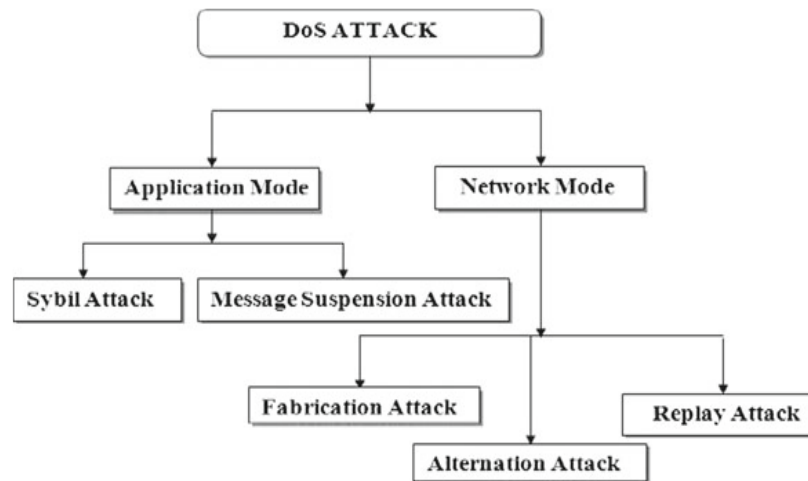 DoS ATTACK
Application Mode
Network Mode
Sybil Attack
Message Suspension Attack
Fabrication Attack
Replay Attack
Alternation Attack